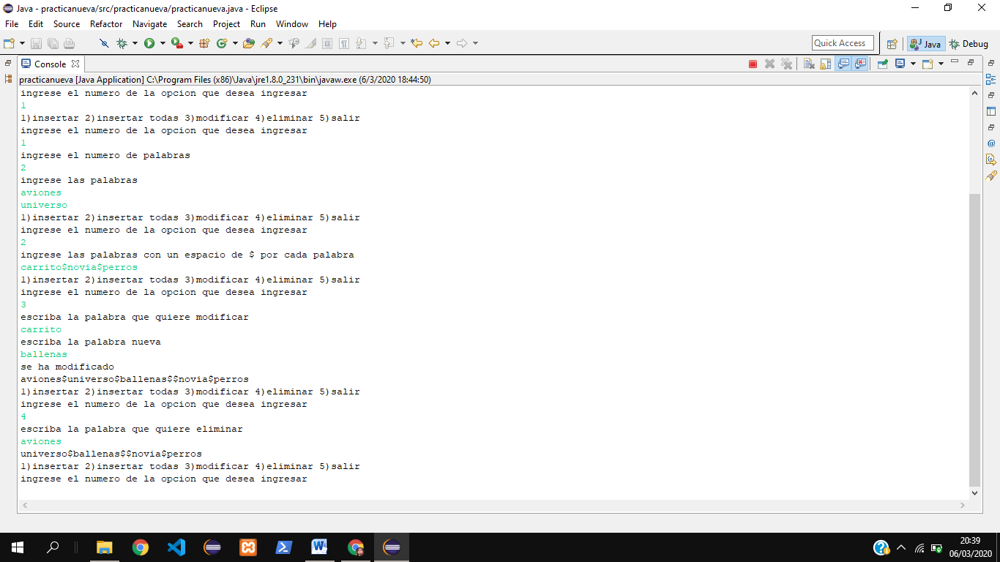 Java - practicanueva/src/practicanueva/practicanueva.java - Eclipse
File Edit Source Refactor Navigate Search Project Run Window Help
Quick Access Java Debug
Console
practicanueva [Java Application] C:\Program Files (x86)\Java\jre1.8.0_231\bin\javaw.exe (6/3/2020 18:44:50)
ingrese el numero de la opcion que desea ingresar
1
1)insertar 2)insertar todas 3)modificar 4)eliminar 5)salir
ingrese el numero de la opcion que desea ingresar
1
ingrese el numero de palabras
2
ingrese las palabras
aviones
universo
1)insertar 2)insertar todas 3)modificar 4)eliminar 5)salir
ingrese el numero de la opcion que desea ingresar
2
ingrese las palabras con un espacio de $ por cada palabra
carrito$novia$perros
1)insertar 2)insertar todas 3)modificar 4)eliminar 5)salir
ingrese el numero de la opcion que desea ingresar
3
escriba la palabra que quiere modificar
carrito
escriba la palabra nueva
ballenas
se ha modificado
aviones$universo$ballenas$$novia$perros
1)insertar 2)insertar todas 3)modificar 4)eliminar 5)salir
ingrese el numero de la opcion que desea ingresar
4
escriba la palabra que quiere eliminar
aviones
universo$ballenas$$novia$perros
1)insertar 2)insertar todas 3)modificar 4)eliminar 5)salir
ingrese el numero de la opcion que desea ingresar
20:39
06/03/2020